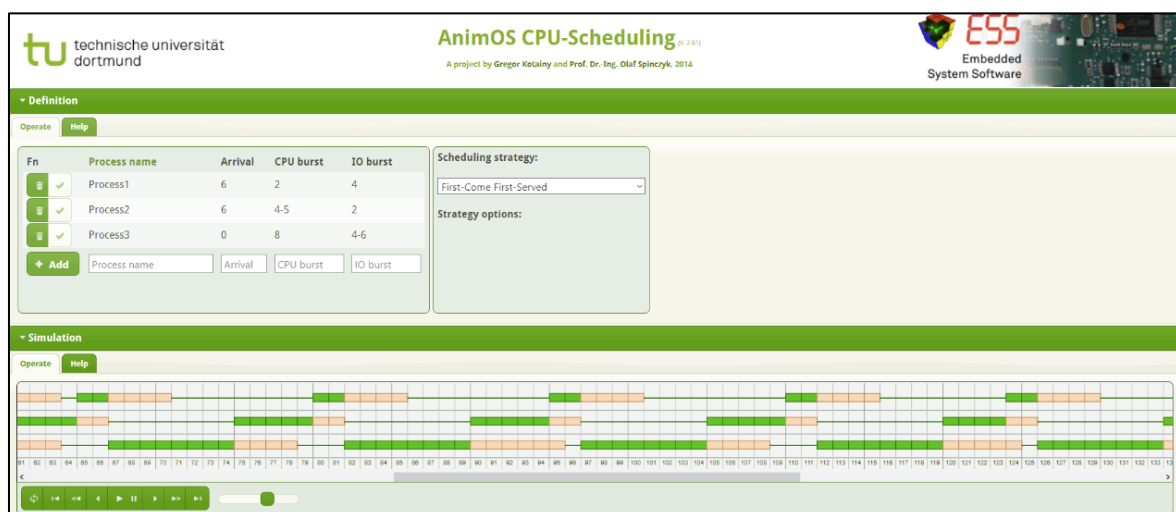 tu technische universität
dortmund
AnimOS CPU-Scheduling (V. 2.61)
A project by Gregor Kotainy and Prof. Dr.-Ing. Olaf Spinczyk, 2014
ESS
Embedded
System Software
Definition
Operate Help
Fn Process name Arrival CPU burst IO burst
Process1 6 2 4
Process2 6 4-5 2
Process3 0 8 4-6
+ Add Process name Arrival CPU burst IO burst
Scheduling strategy:
First-Come First-Served
Strategy options:
Simulation
Operate Help
61 62 63 64 65 66 67 68 69 70 71 72 73 74 75 76 77 78 79 80 81 82 83 84 85 86 87 88 89 90 91 92 93 94 95 96 97 98 99 100 101 102 103 104 105 106 107 108 109 110 111 112 113 114 115 116 117 118 119 120 121 122 123 124 125 126 127 128 129 130 131 132 133